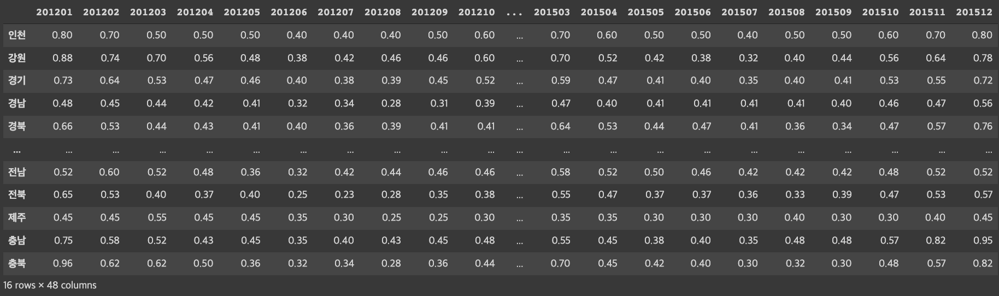 201201 201202 201203 201204 201205 201206 201207 201208 201209 201210 ... 201503 201504 201505 201506 201507 201508 201509 201510 201511 201512
인천 0.80 0.70 0.50 0.50 0.50 0.40 0.40 0.40 0.50 0.60 ... 0.70 0.60 0.50 0.50 0.40 0.50 0.50 0.60 0.70 0.80
강원 0.88 0.74 0.70 0.56 0.48 0.38 0.42 0.46 0.46 0.60 ... 0.70 0.52 0.42 0.38 0.32 0.40 0.44 0.56 0.64 0.78
경기 0.73 0.64 0.53 0.47 0.46 0.40 0.38 0.39 0.45 0.52 ... 0.59 0.47 0.41 0.40 0.35 0.40 0.41 0.53 0.55 0.72
경남 0.48 0.45 0.44 0.42 0.41 0.32 0.34 0.28 0.31 0.39 ... 0.47 0.40 0.41 0.41 0.41 0.41 0.40 0.46 0.47 0.56
경북 0.66 0.53 0.44 0.43 0.41 0.40 0.36 0.39 0.41 0.41 ... 0.64 0.53 0.44 0.47 0.41 0.36 0.34 0.47 0.57 0.76
... ... ... ... ... ... ... ... ... ... ... ... ... ... ... ... ... ... ... ... ... ...
전남 0.52 0.60 0.52 0.48 0.36 0.32 0.42 0.44 0.46 0.46 ... 0.58 0.52 0.50 0.46 0.42 0.42 0.42 0.48 0.52 0.52
전북 0.65 0.53 0.40 0.37 0.40 0.25 0.23 0.28 0.35 0.38 ... 0.55 0.47 0.37 0.37 0.36 0.33 0.39 0.47 0.53 0.57
제주 0.45 0.45 0.55 0.45 0.45 0.35 0.30 0.25 0.25 0.30 ... 0.35 0.35 0.30 0.30 0.30 0.40 0.30 0.30 0.40 0.45
충남 0.75 0.58 0.52 0.43 0.45 0.35 0.40 0.43 0.45 0.48 ... 0.55 0.45 0.38 0.40 0.35 0.48 0.48 0.57 0.82 0.95
충북 0.96 0.62 0.62 0.50 0.36 0.32 0.34 0.28 0.36 0.44 ... 0.70 0.45 0.42 0.40 0.30 0.32 0.30 0.48 0.57 0.82
16 rows × 48 columns